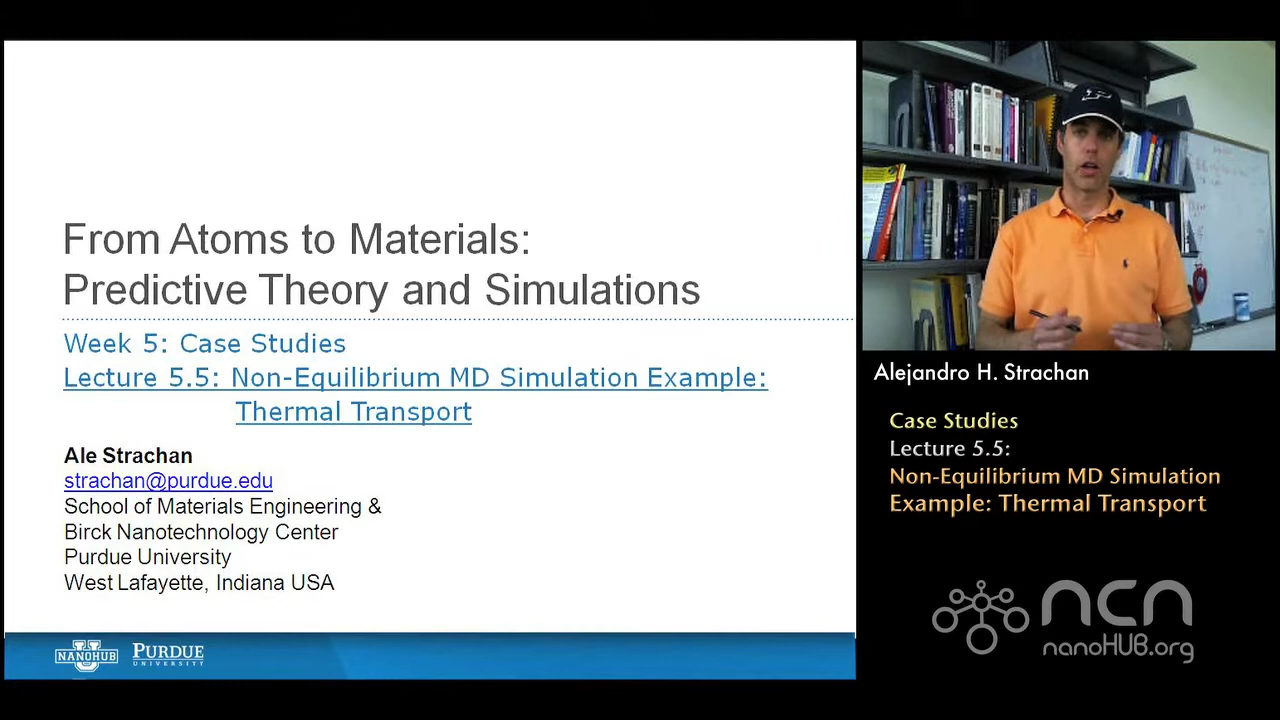 From Atoms to Materials:
Predictive Theory and Simulations
Week 5: Case Studies
Lecture 5.5: Non-Equilibrium MD Simulation Example:
Thermal Transport
Ale Strachan
strachan@purdue.edu
School of Materials Engineering &
Birck Nanotechnology Center
Purdue University
West Lafayette, Indiana USA
NANOHUB
U
PURDUE
UNIVERSITY
Alejandro H. Strachan
Case Studies
Lecture 5.5:
Non-Equilibrium MD Simulation
Example: Thermal Transport
ncn
nanoHUB.org